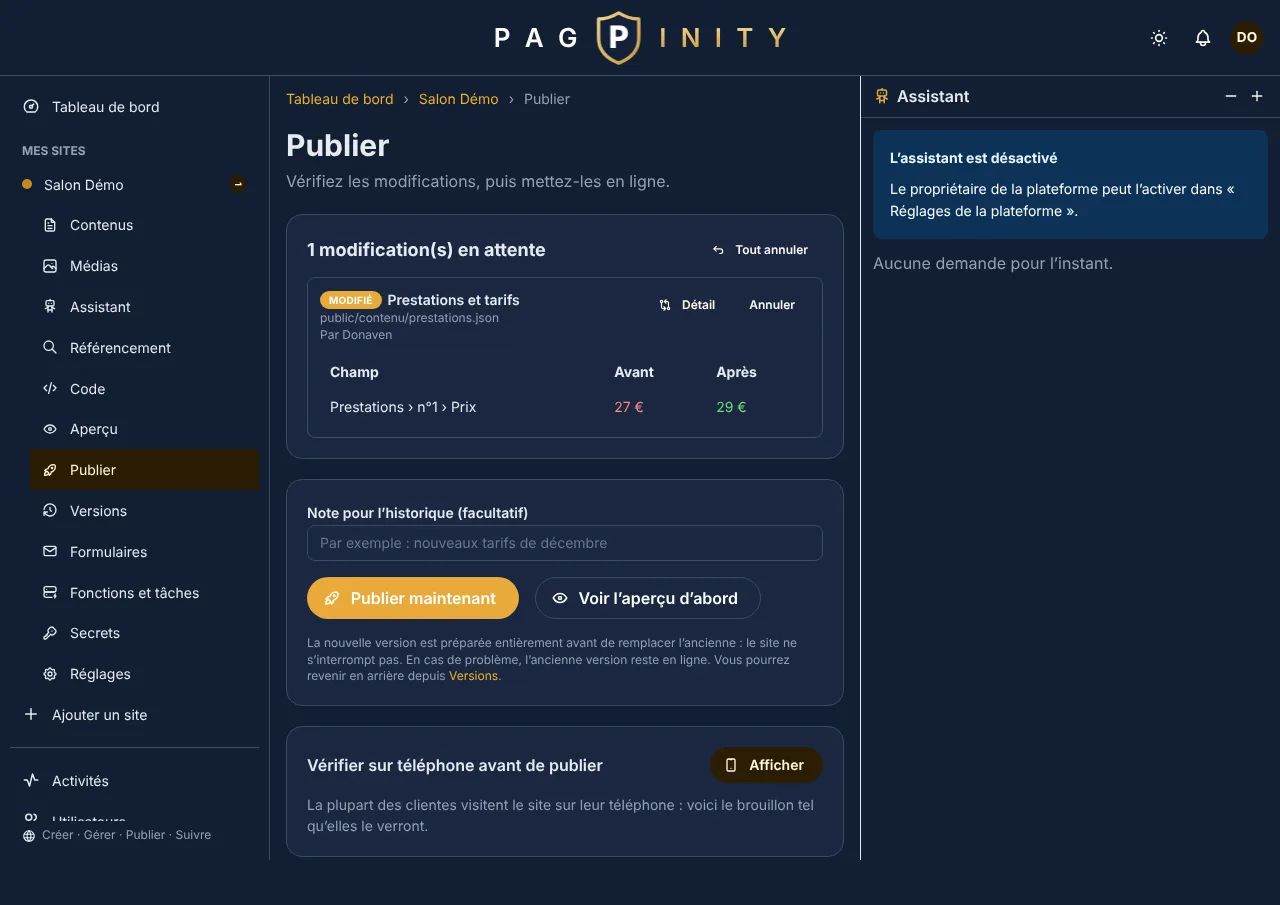 PAG P INITY
DO
Tableau de bord
MES SITES
Salon Démo
1
Contenus
Médias
Assistant
Référencement
Code
Aperçu
Publier
Versions
Formulaires
Fonctions et tâches
Secrets
Réglages
Ajouter un site
Activités
Utilisateurs
Créer · Gérer · Publier · Suivre
Tableau de bord › Salon Démo › Publier
Publier
Vérifiez les modifications, puis mettez-les en ligne.
1 modification(s) en attente
Tout annuler
MODIFIÉ Prestations et tarifs
Détail
Annuler
public/contenu/prestations.json
Par Donaven
Champ Avant Après
Prestations › n°1 › Prix 27 € 29 €
Note pour l’historique (facultatif)
Par exemple : nouveaux tarifs de décembre
Publier maintenant
Voir l’aperçu d’abord
La nouvelle version est préparée entièrement avant de remplacer l’ancienne : le site ne
s’interrompt pas. En cas de problème, l’ancienne version reste en ligne. Vous pourrez
revenir en arrière depuis Versions.
Vérifier sur téléphone avant de publier
Afficher
La plupart des clientes visitent le site sur leur téléphone : voici le brouillon tel
qu’elles le verront.
Assistant
L’assistant est désactivé
Le propriétaire de la plateforme peut l’activer dans «
Réglages de la plateforme ».
Aucune demande pour l’instant.